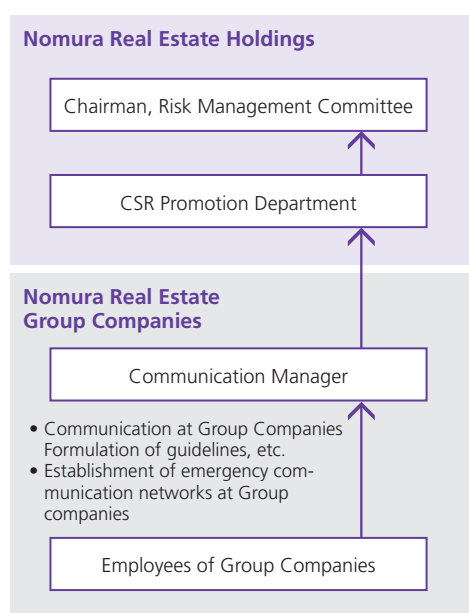 Nomura Real Estate Holdings
Chairman, Risk Management Committee
CSR Promotion Department
Nomura Real Estate
Group Companies
Communication Manager
• Communication at Group Companies
Formulation of guidelines, etc.
• Establishment of emergency com-
munication networks at Group
companies
Employees of Group Companies